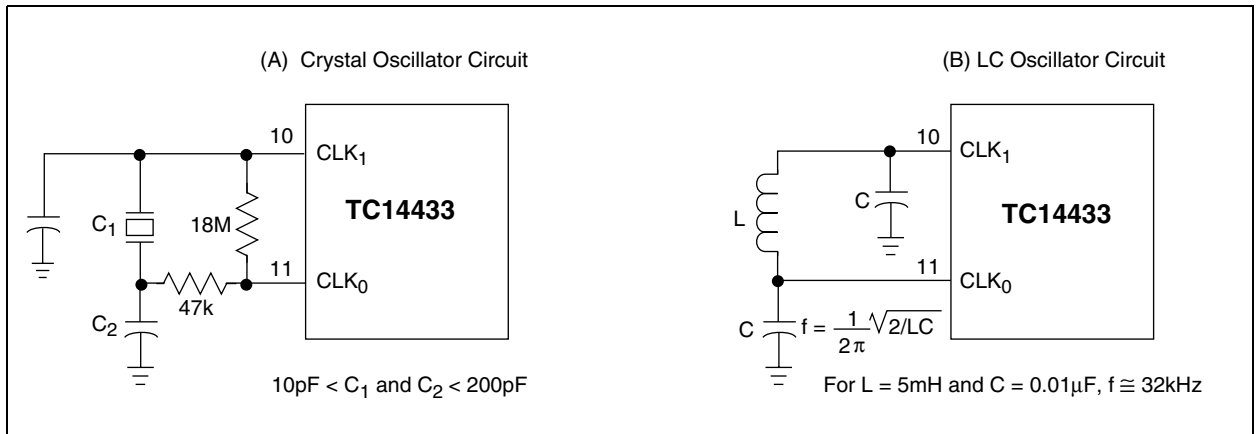 (A) Crystal Oscillator Circuit
10
CLK1
TC14433
C1
18M
11
CLK0
47k
C2
10pF < C1 and C2 < 200pF
(B) LC Oscillator Circuit
10
CLK1
C
TC14433
L
11
CLK0
C
f = 1/2π √2/LC
For L = 5mH and C = 0.01μF, f ≅ 32kHz